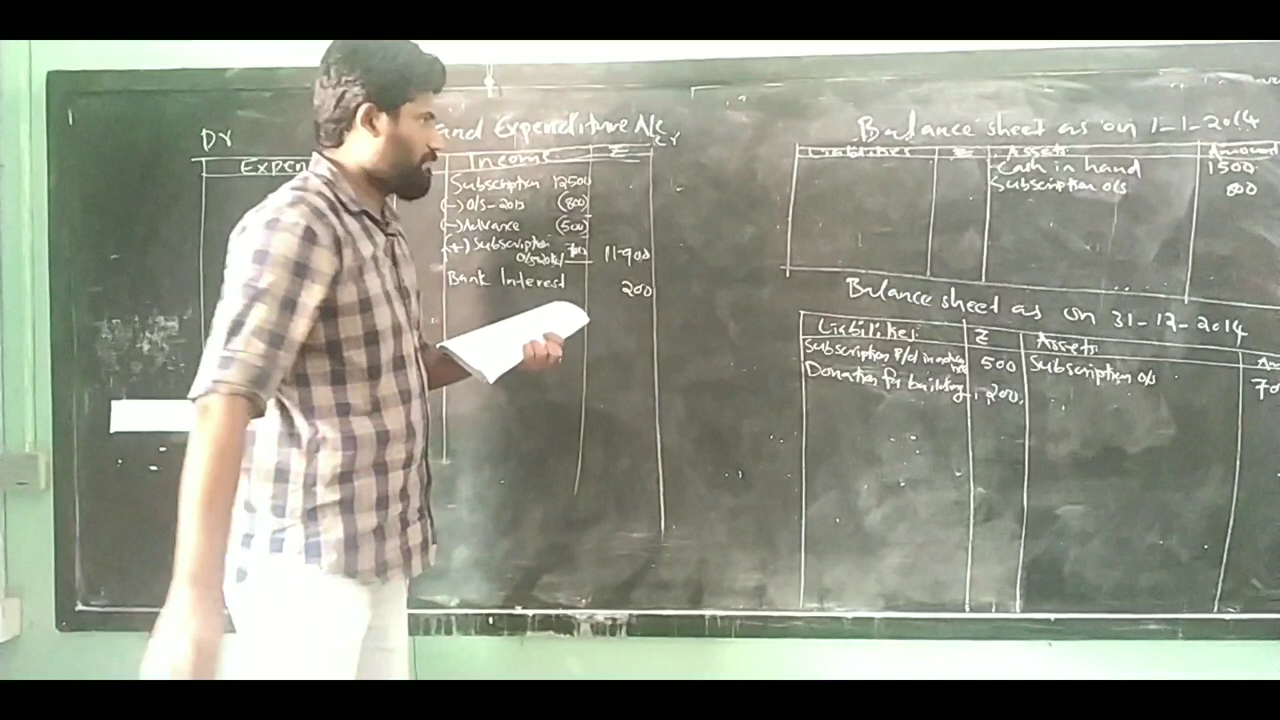 Dr
and Expenditure A/c
Cr
Expen
Income
₹
Subscription 12500
(-) O/S-2013 (800)
(-) Advance (500)
(+) Subscription 700
11900
Bank Interest 200
Balance sheet as on 1-1-2014
Liabilities ₹ Assets Amount
Cash in hand 1500
Subscription o/s 800
Balance sheet as on 31-12-2014
Liabilities ₹ Assets
Subscription 500 Subscription o/s 70
Donation for building 1,200